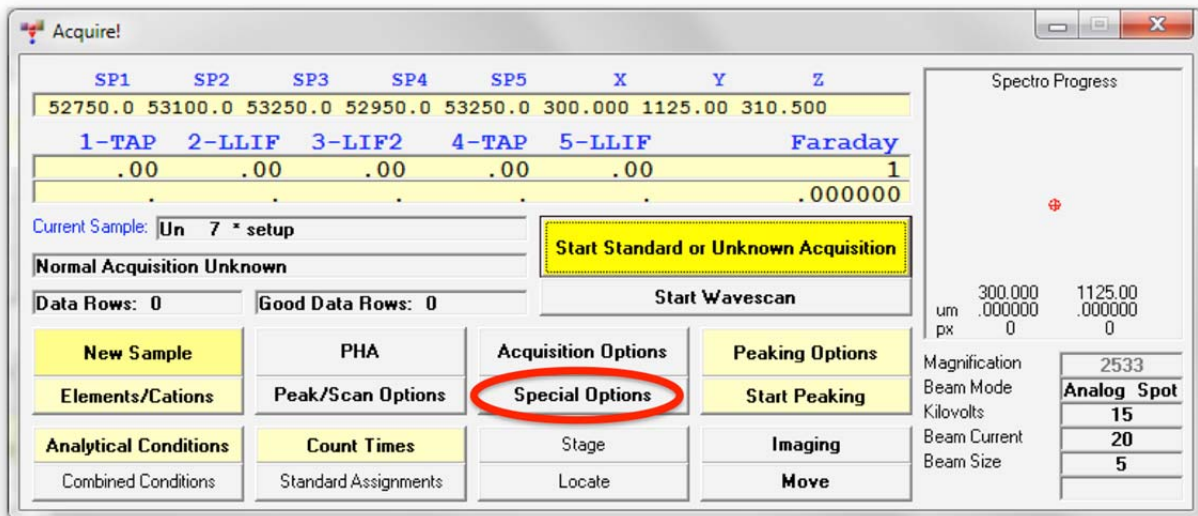 Acquire!
SP1 SP2 SP3 SP4 SP5 X Y Z
52750.0 53100.0 53250.0 52950.0 53250.0 300.000 1125.00 310.500
1-TAP 2-LLIF 3-LIF2 4-TAP 5-LLIF Faraday
.00 .00 .00 .00 .00 1
. . . . . .000000
Current Sample: Un 7 * setup
Normal Acquisition Unknown
Data Rows: 0 Good Data Rows: 0
Start Standard or Unknown Acquisition
Start Wavescan
New Sample PHA Acquisition Options Peaking Options
Elements/Cations Peak/Scan Options Special Options Start Peaking
Analytical Conditions Count Times Stage Imaging
Combined Conditions Standard Assignments Locate Move
Spectro Progress
300.000 1125.00
um .000000 .000000
px 0 0
Magnification 2533
Beam Mode Analog Spot
Kilovolts 15
Beam Current 20
Beam Size 5